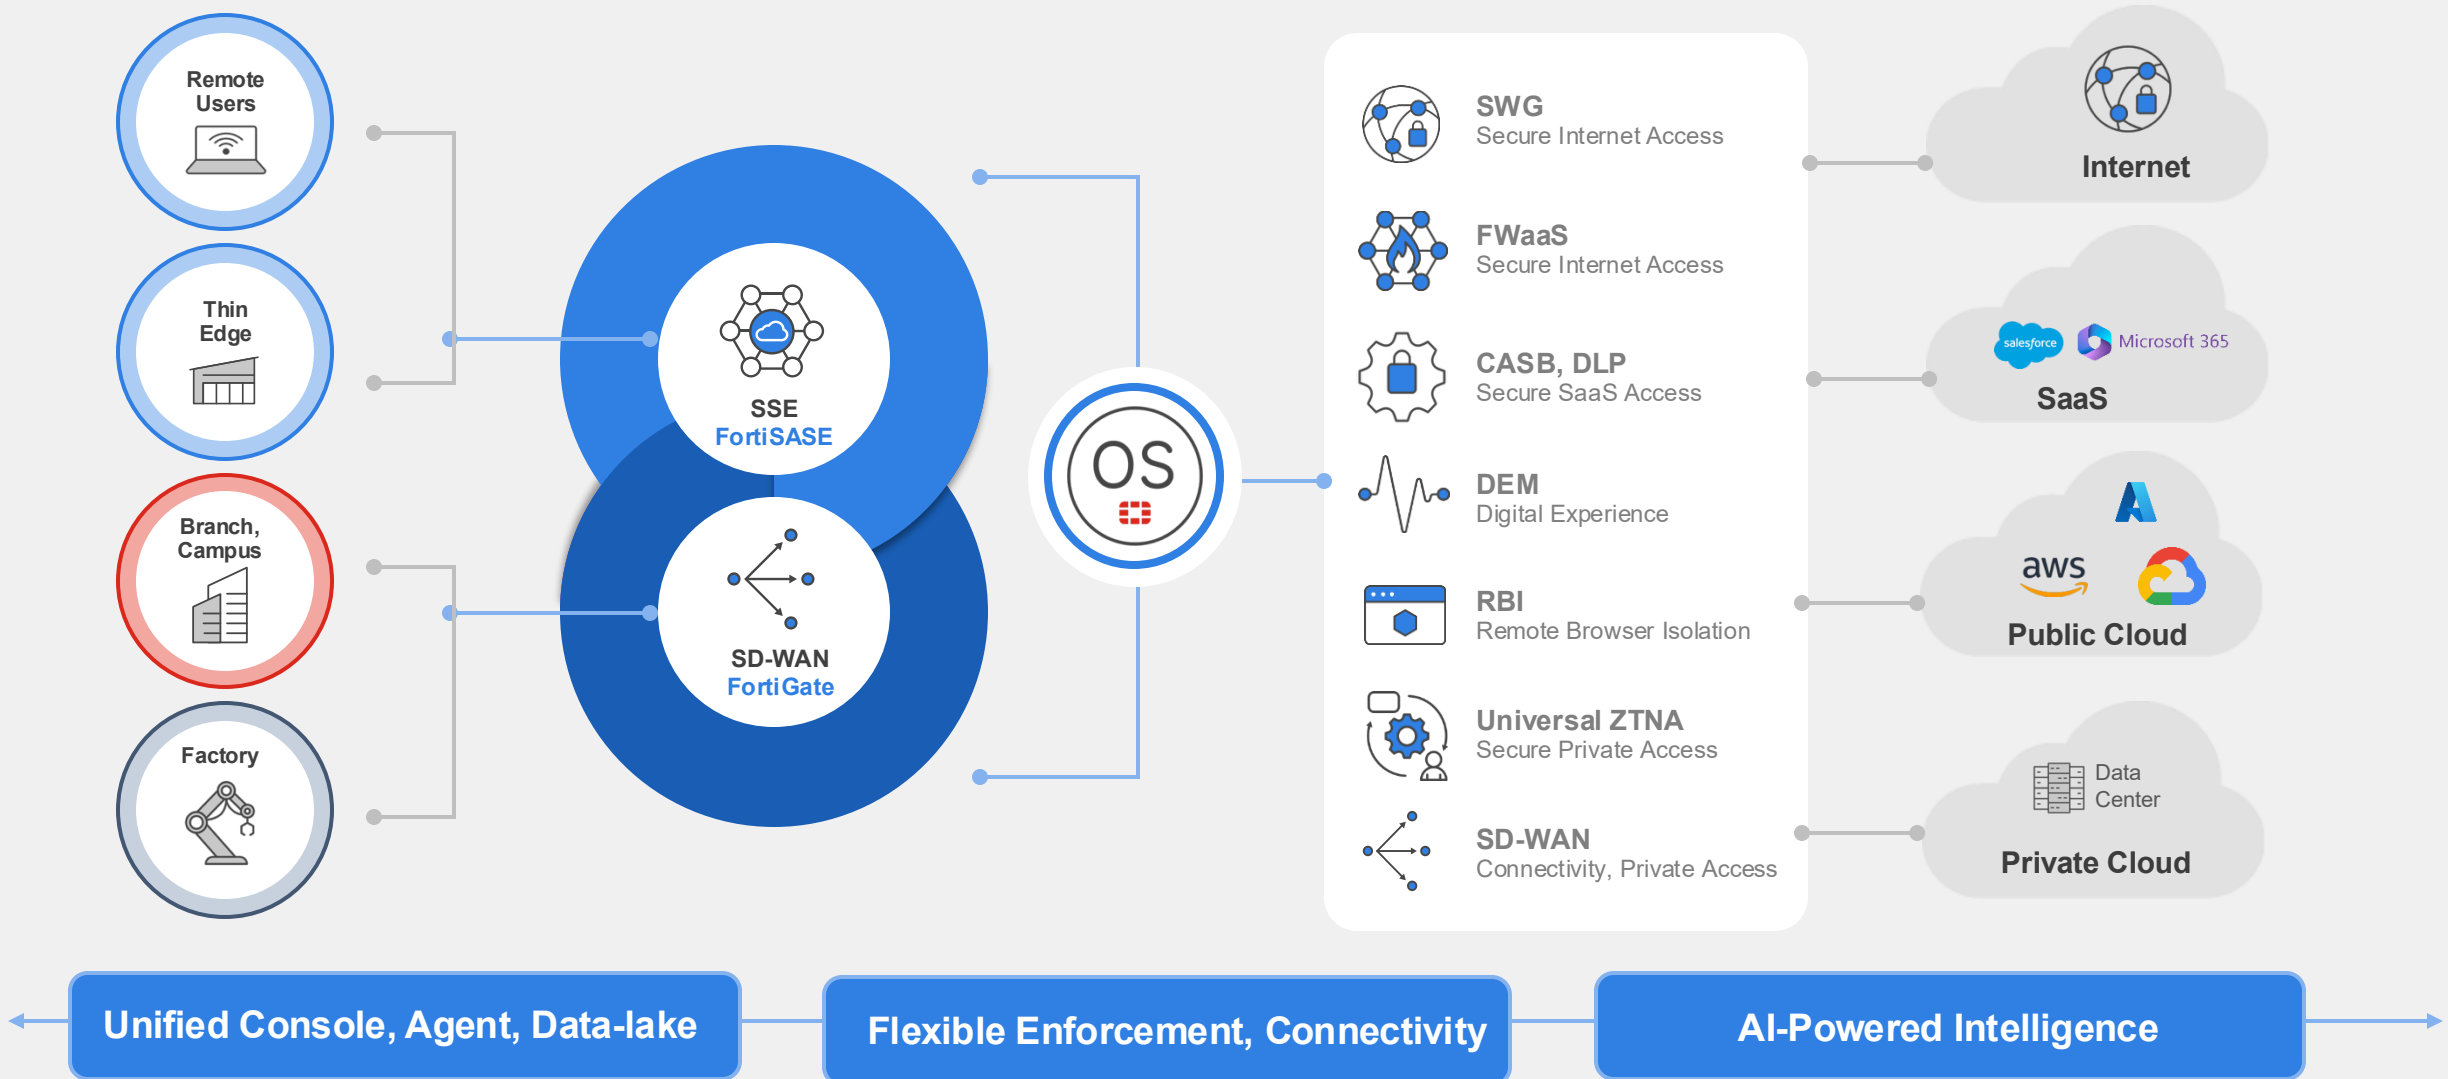 Remote
Users
Thin
Edge
Branch,
Campus
Factory
SSE
FortiSASE
SD-WAN
FortiGate
OS
SWG
Secure Internet Access
FWaaS
Secure Internet Access
CASB, DLP
Secure SaaS Access
DEM
Digital Experience
RBI
Remote Browser Isolation
Universal ZTNA
Secure Private Access
SD-WAN
Connectivity, Private Access
Internet
salesforce
Microsoft 365
SaaS
aws
Public Cloud
Data
Center
Private Cloud
Unified Console, Agent, Data-lake
Flexible Enforcement, Connectivity
AI-Powered Intelligence